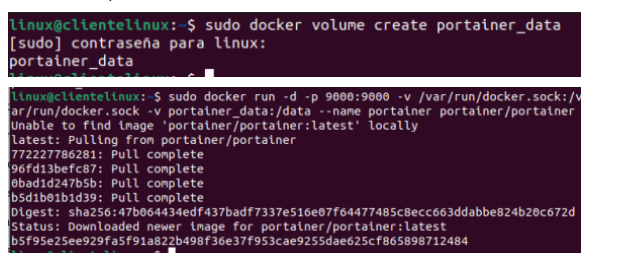 linux@clientelinux:~$ sudo docker volume create portainer_data
[sudo] contraseña para linux:
portainer_data
linux@clientelinux:~$ sudo docker run -d -p 9000:9000 -v /var/run/docker.sock:/v
ar/run/docker.sock -v portainer_data:/data --name portainer portainer/portainer
Unable to find image 'portainer/portainer:latest' locally
latest: Pulling from portainer/portainer
772227786281: Pull complete
96fd13befc87: Pull complete
0bad1d247b5b: Pull complete
b5d1b01b1d39: Pull complete
Digest: sha256:47b064434edf437badf7337e516e07f64477485c8ecc663ddabbe824b20c672d
Status: Downloaded newer image for portainer/portainer:latest
b5f95e25ee929fa5f91a822b498f36e37f953cae9255dae625cf865898712484